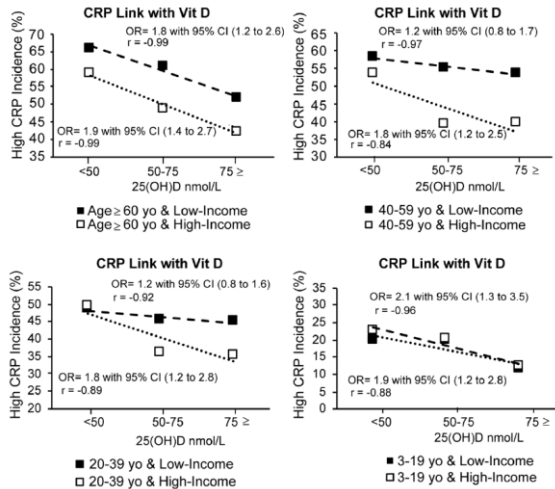 CRP Link with Vit D
OR= 1.8 with 95% CI (1.2 to 2.6)
r = -0.99
High CRP Incidence (%)
70
65
60
55
50
45
40
35
OR= 1.9 with 95% CI (1.4 to 2.7)
r = -0.99
<50
50-75
75 ≥
25(OH)D nmol/L
Age≥ 60 yo & Low-Income
Age≥ 60 yo & High-Income
CRP Link with Vit D
OR= 1.2 with 95% CI (0.8 to 1.7)
r = -0.97
High CRP Incidence (%)
65
60
55
50
45
40
35
30
OR= 1.8 with 95% CI (1.2 to 2.5)
r = -0.84
<50
50-75
75 ≥
25(OH)D nmol/L
40-59 yo & Low-Income
40-59 yo & High-Income
CRP Link with Vit D
OR= 1.2 with 95% CI (0.8 to 1.6)
r = -0.92
High CRP Incidence (%)
55
50
45
40
35
30
25
20
OR= 1.8 with 95% CI (1.2 to 2.8)
r = -0.89
<50
50-75
75 ≥
25(OH)D nmol/L
20-39 yo & Low-Income
20-39 yo & High-Income
CRP Link with Vit D
OR= 2.1 with 95% CI (1.3 to 3.5)
r = -0.96
High CRP Incidence (%)
35
30
25
20
15
10
5
0
OR= 1.9 with 95% CI (1.2 to 2.8)
r = -0.88
<50
50-75
75 ≥
25(OH)D nmol/L
3-19 yo & Low-Income
3-19 yo & High-Income